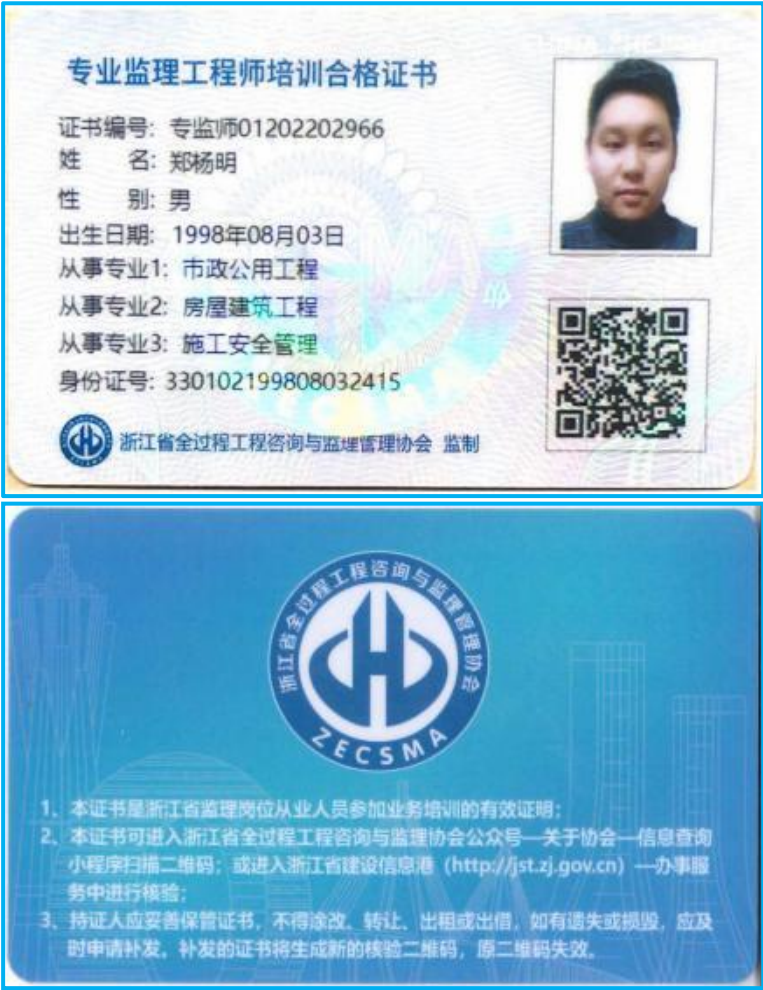 专业监理工程师培训合格证书
证书编号：专监师01202202966
姓　　名：郑杨明
性　　别：男
出生日期：1998年08月03日
从事专业1：市政公用工程
从事专业2：房屋建筑工程
从事专业3：施工安全管理
身份证号：330102199808032415
浙江省全过程工程咨询与监理管理协会 监制
浙江省全过程工程咨询与监理管理协会
ZECSMA
1、本证书是浙江省监理岗位从业人员参加业务培训的有效证明；
2、本证书可进入浙江省全过程工程咨询与监理协会公众号—关于协会—信息查询
小程序扫描二维码；或进入浙江省建设信息港（http://jst.zj.gov.cn）—办事服
务中进行核验；
3、持证人应妥善保管证书，不得涂改、转让、出租或出借，如有遗失或损毁，应及
时申请补发。补发的证书将生成新的核验二维码，原二维码失效。